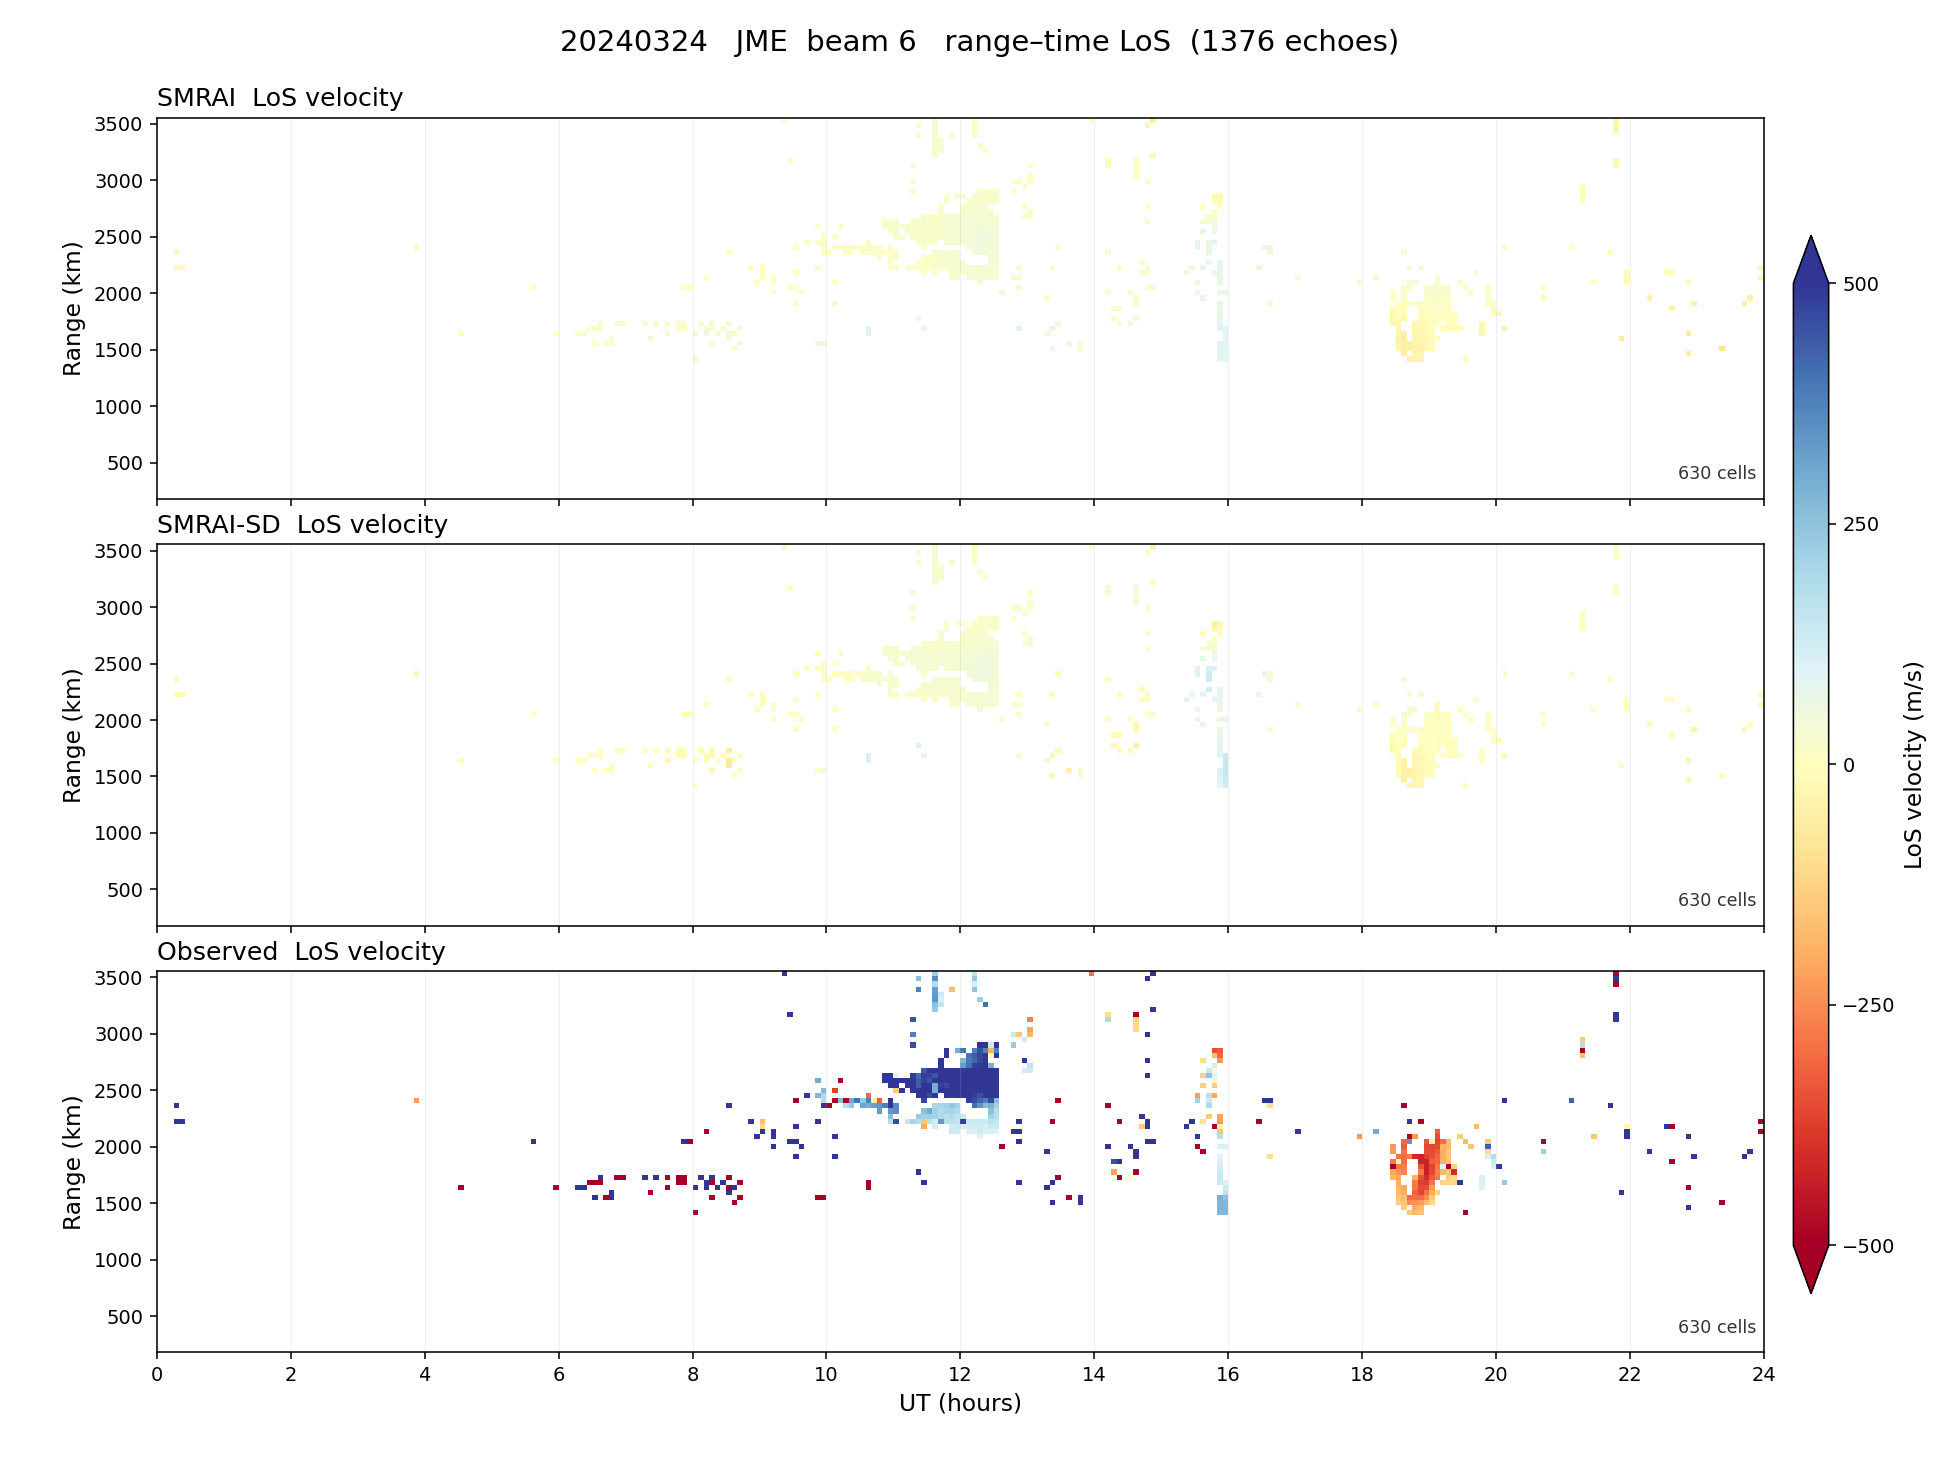 20240324 JME beam 6 range–time LoS (1376 echoes)
SMRAI LoS velocity
3500
3000
2500
2000
1500
1000
500
Range (km)
630 cells
SMRAI-SD LoS velocity
3500
3000
2500
2000
1500
1000
500
Range (km)
630 cells
Observed LoS velocity
3500
3000
2500
2000
1500
1000
500
Range (km)
630 cells
0 2 4 6 8 10 12 14 16 18 20 22 24
UT (hours)
500
250
0
−250
−500
LoS velocity (m/s)